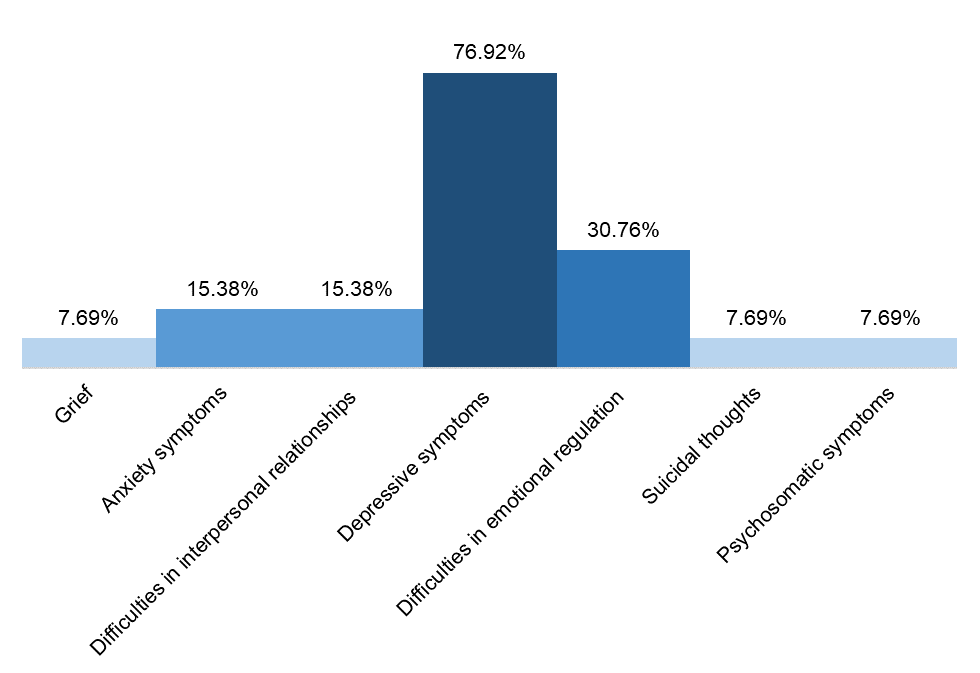 76.92%
30.76%
15.38%
15.38%
7.69%
7.69%
7.69%
Grief
Anxiety symptoms
Difficulties in interpersonal relationships
Depressive symptoms
Difficulties in emotional regulation
Suicidal thoughts
Psychosomatic symptoms